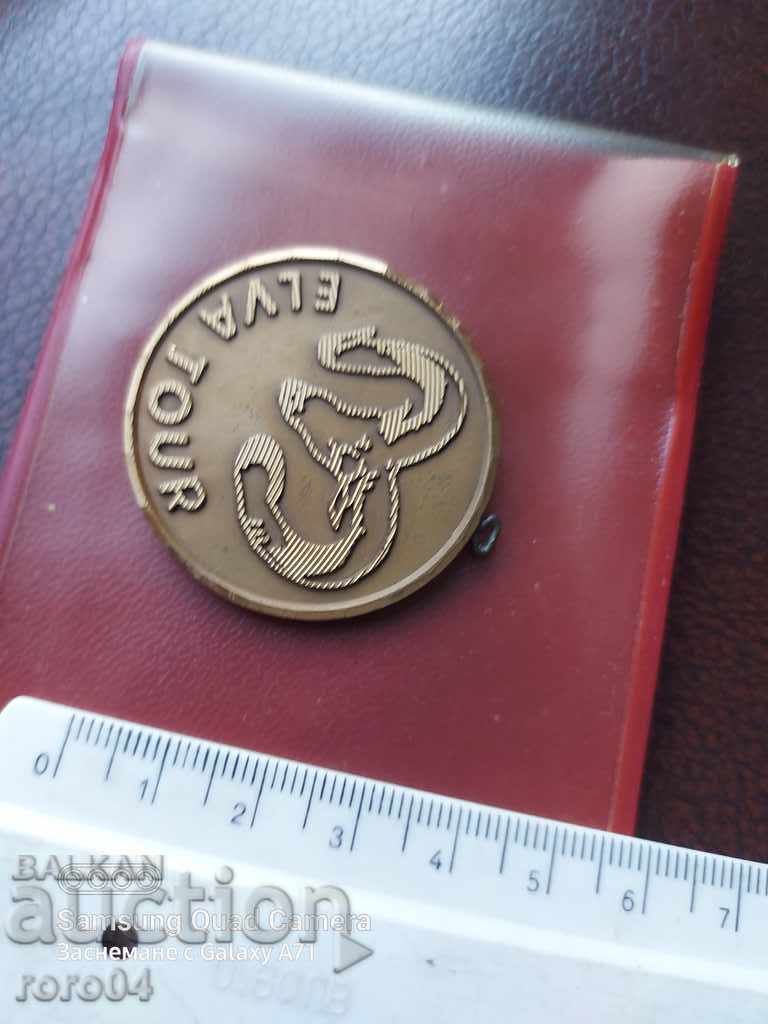 ELVA TOUR
0 1 2 3 4 5 6 7
BALKAN
auction
Samsung Quad Camera
Заснемане с Galaxy A71
roro04